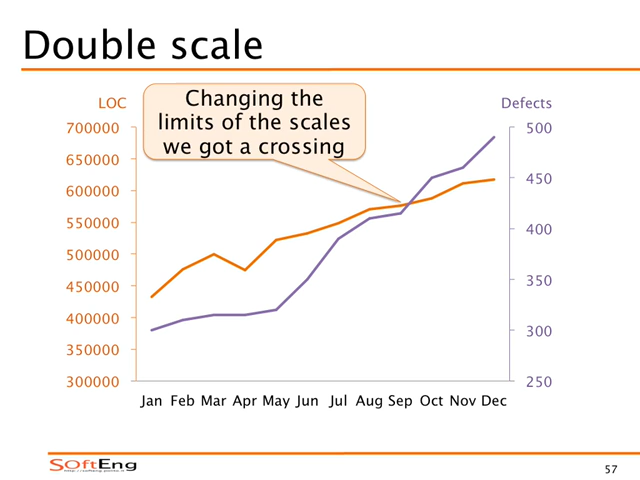 Double scale
LOC
Defects
Changing the
limits of the scales
we got a crossing
700000
650000
600000
550000
500000
450000
400000
350000
300000
500
450
400
350
300
250
Jan Feb Mar Apr May Jun Jul Aug Sep Oct Nov Dec
SOftEng
57